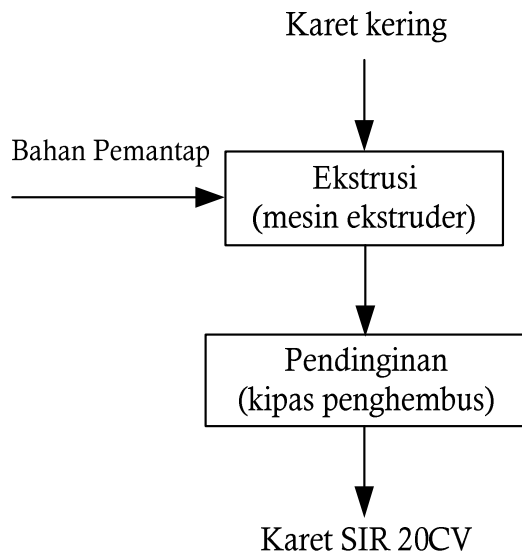 Karet kering
Bahan Pemantap
Ekstrusi
(mesin ekstruder)
Pendinginan
(kipas penghembus)
Karet SIR 20CV